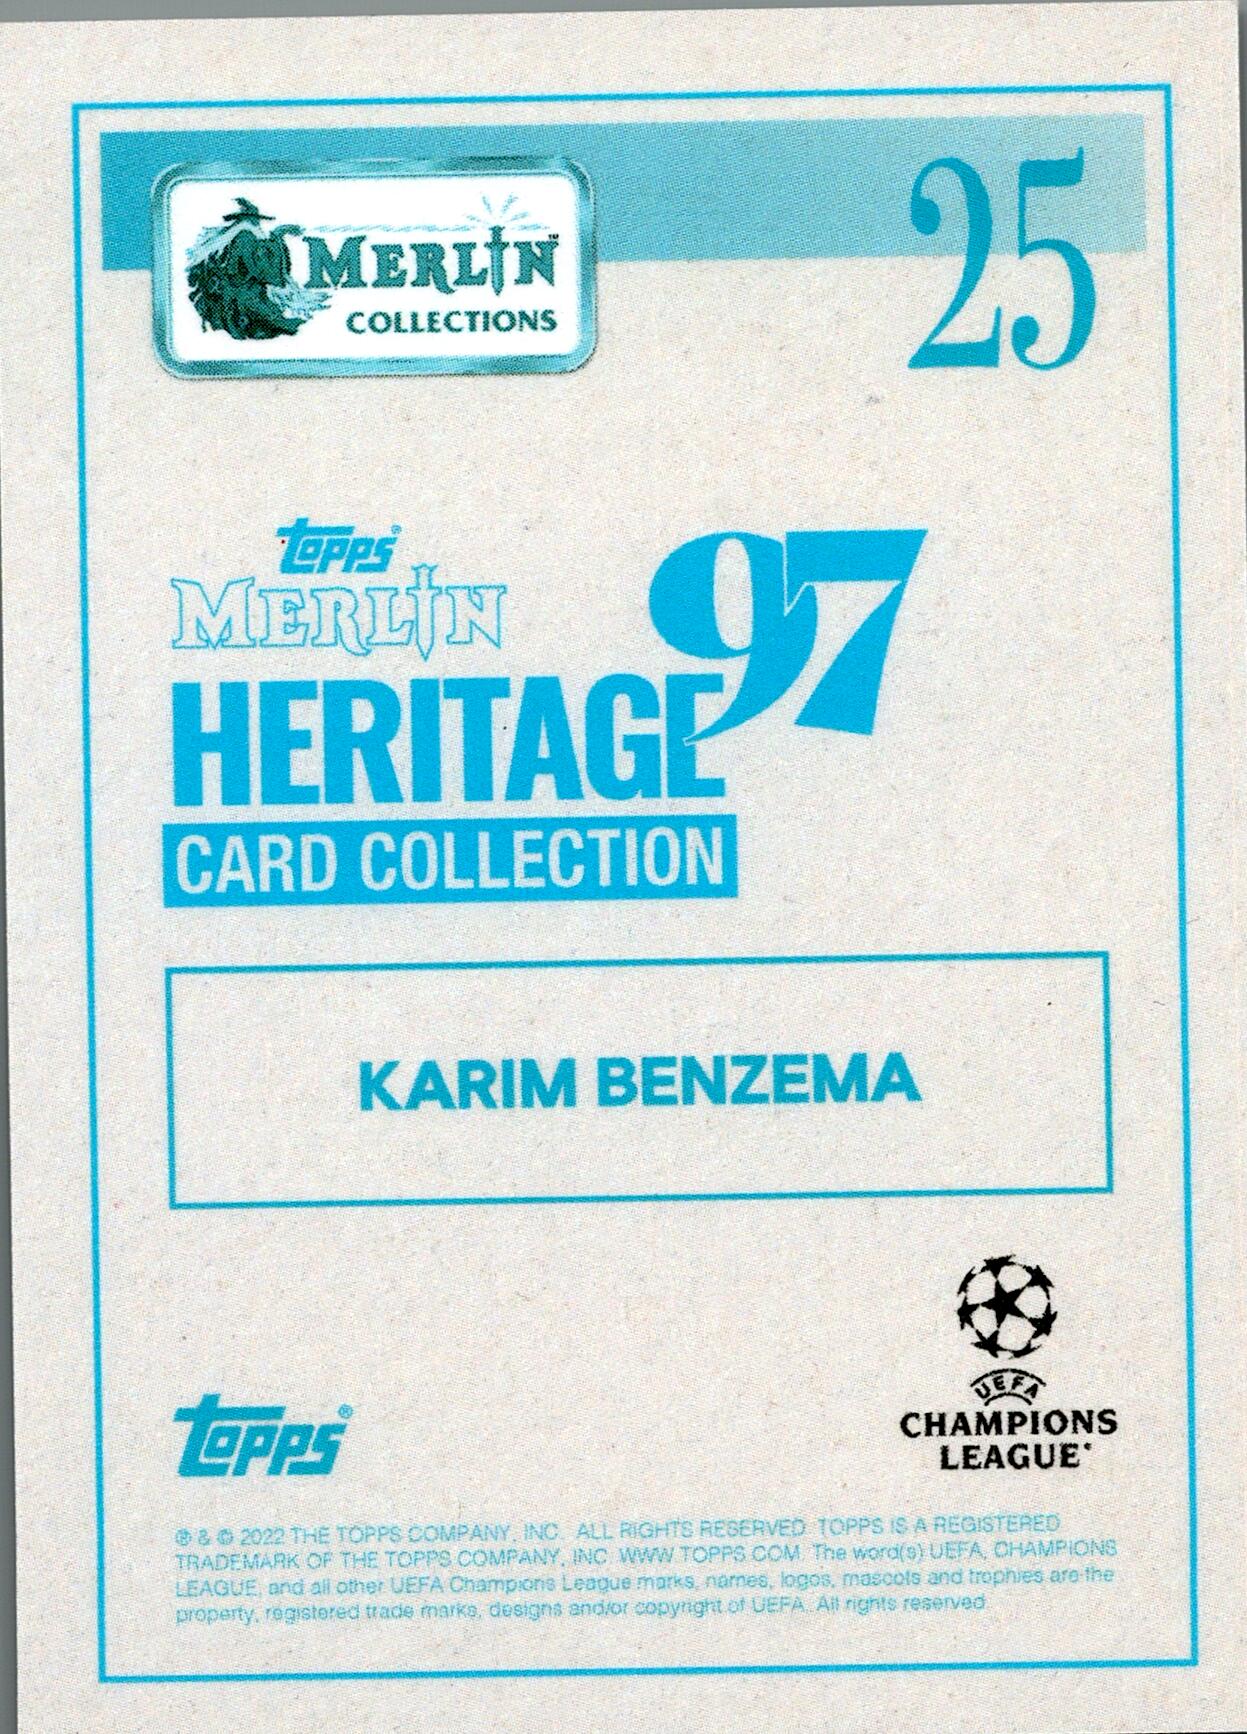 MERLIN™
COLLECTIONS
25
topps®
MERLIN
HERITAGE 97
CARD COLLECTION
KARIM BENZEMA
UEFA
CHAMPIONS
LEAGUE®
topps®
® & © 2022 THE TOPPS COMPANY, INC. ALL RIGHTS RESERVED. TOPPS IS A REGISTERED
TRADEMARK OF THE TOPPS COMPANY, INC. WWW.TOPPS.COM. The word(s) UEFA, CHAMPIONS
LEAGUE, and all other UEFA Champions League marks, names, logos, mascots and trophies are the
property, registered trade marks, designs and/or copyright of UEFA. All rights reserved.